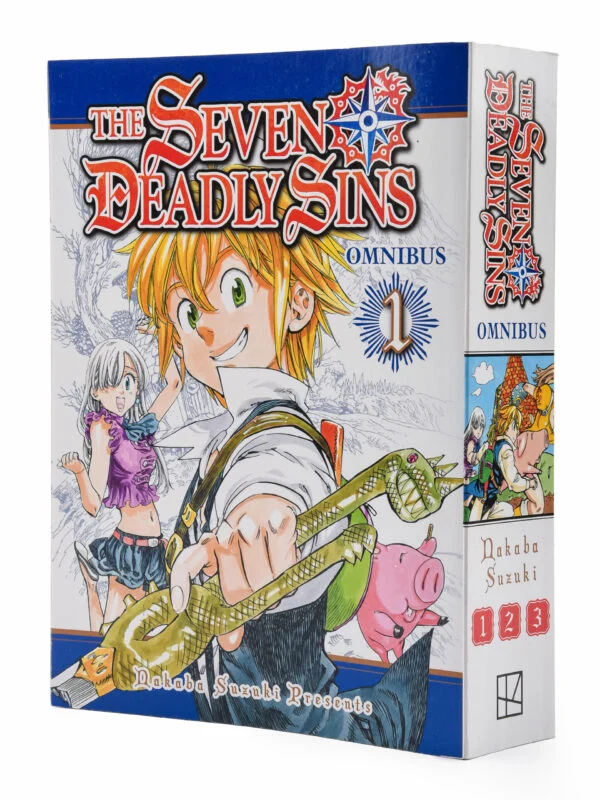 THE SEVEN
DEADLY SINS
OMNIBUS
1
Nakaba Suzuki Presents
THE SEVEN
DEADLY SINS
OMNIBUS
Nakaba
Suzuki
1 2 3